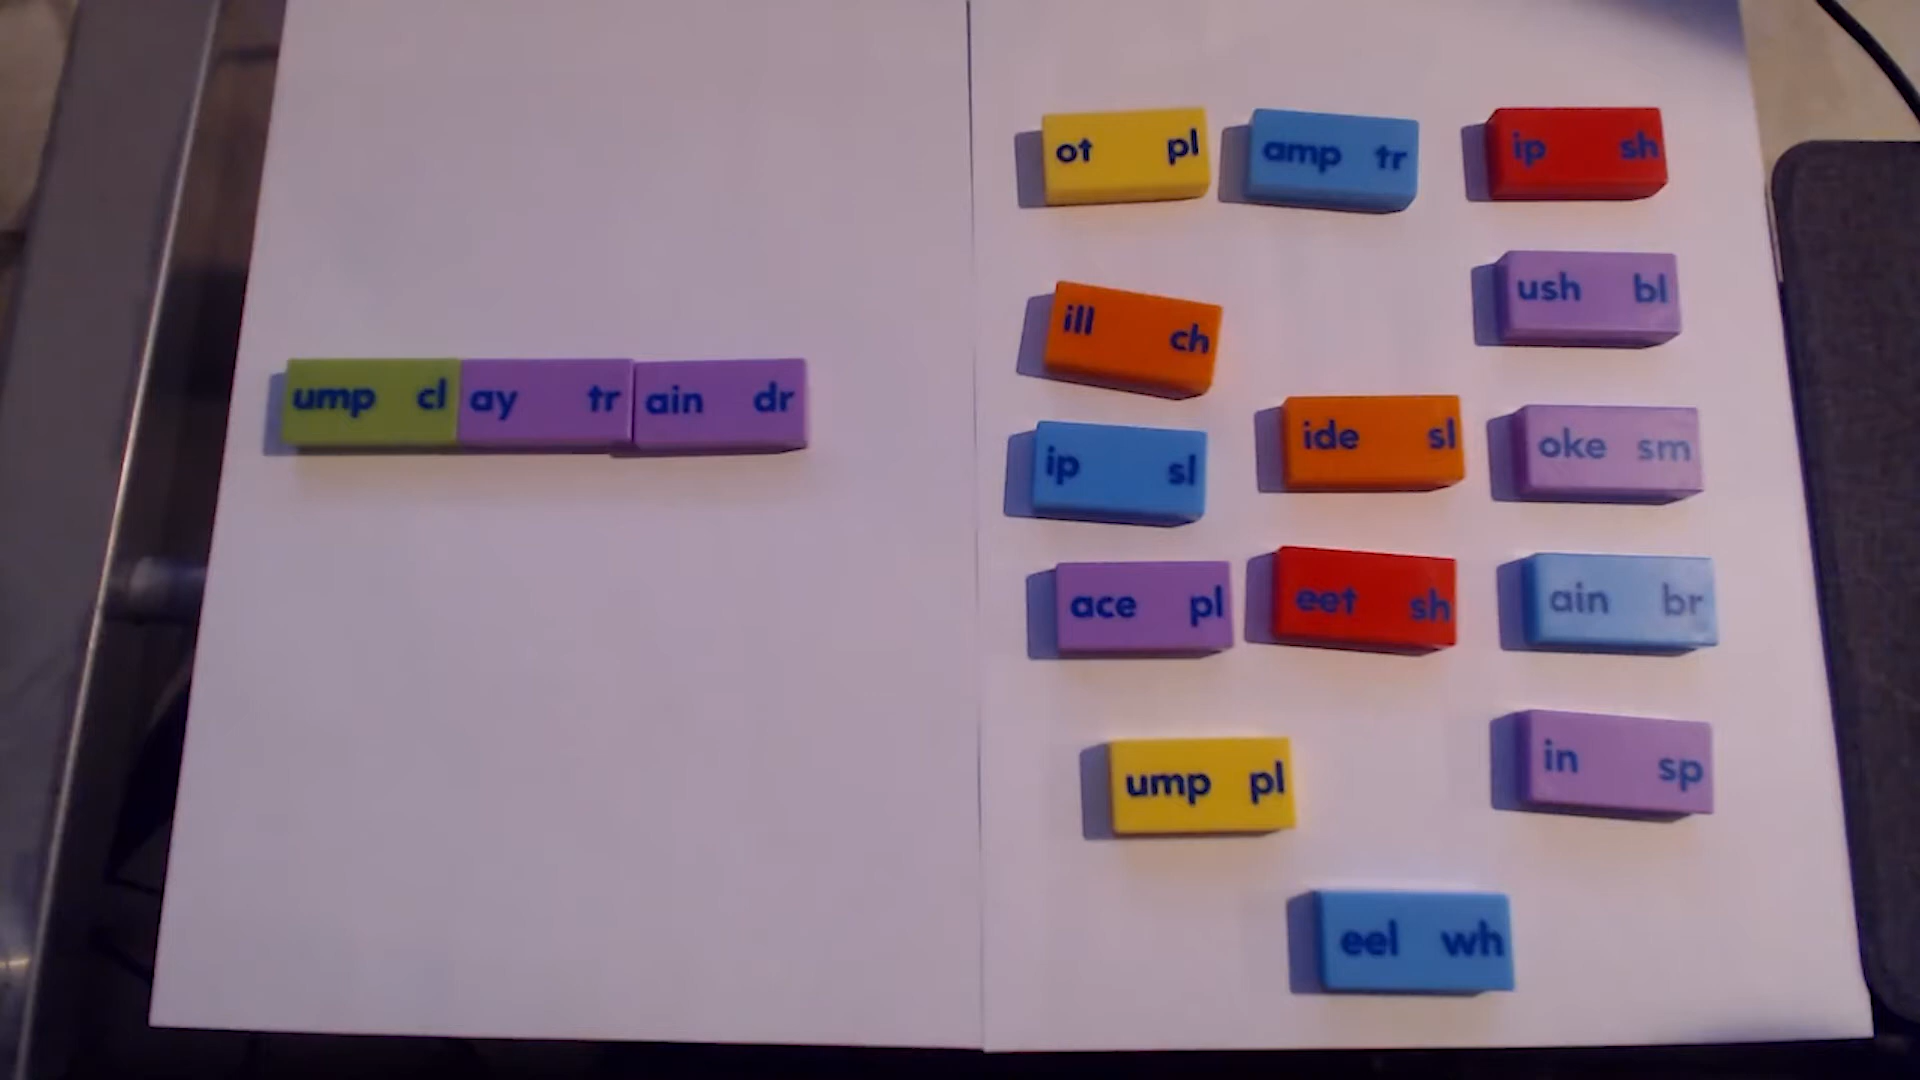 ump cl ay tr ain dr
ot pl
amp tr
ip sh
ill ch
ush bl
ip sl
ide sl
oke sm
ace pl
eet sh
ain br
ump pl
in sp
eel wh